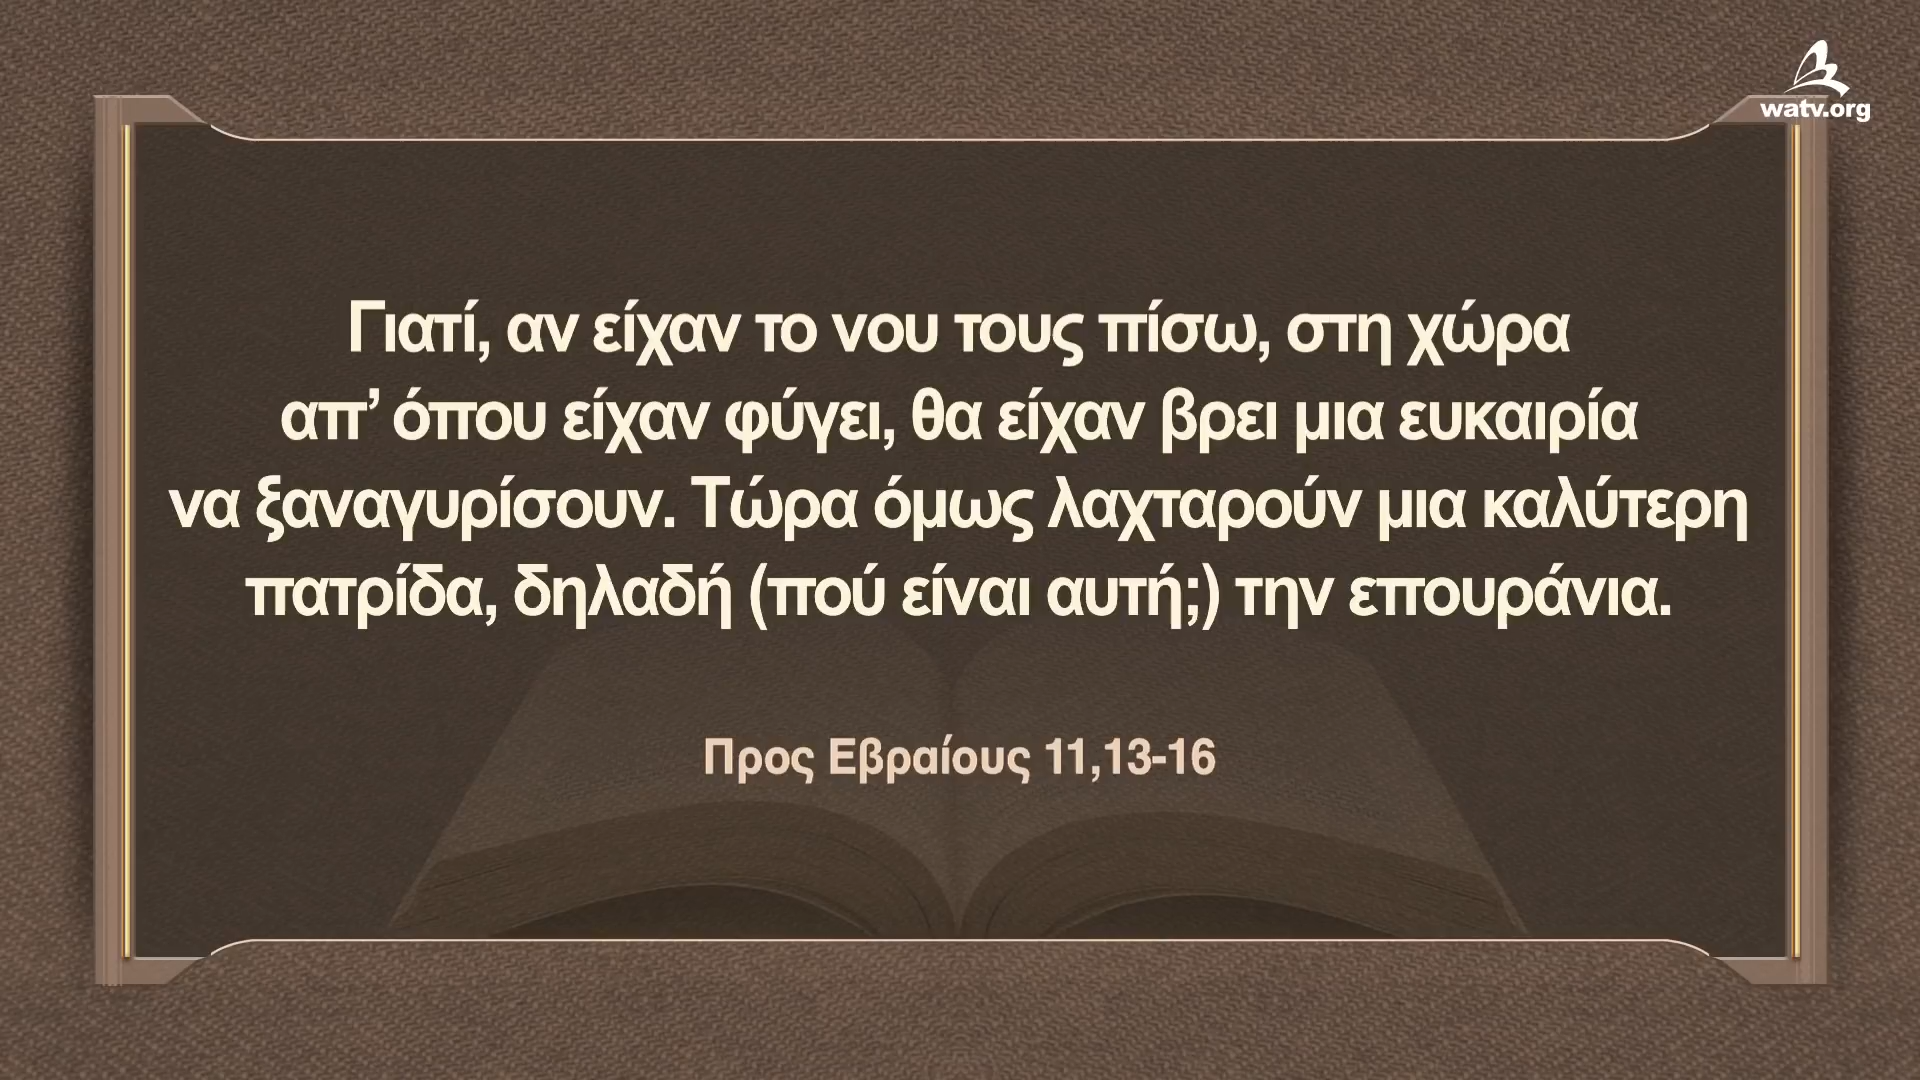 watv.org
Γιατί, αν είχαν το νου τους πίσω, στη χώρα
απ’ όπου είχαν φύγει, θα είχαν βρει μια ευκαιρία
να ξαναγυρίσουν. Τώρα όμως λαχταρούν μια καλύτερη
πατρίδα, δηλαδή (πού είναι αυτή;) την επουράνια.
Προς Εβραίους 11,13-16